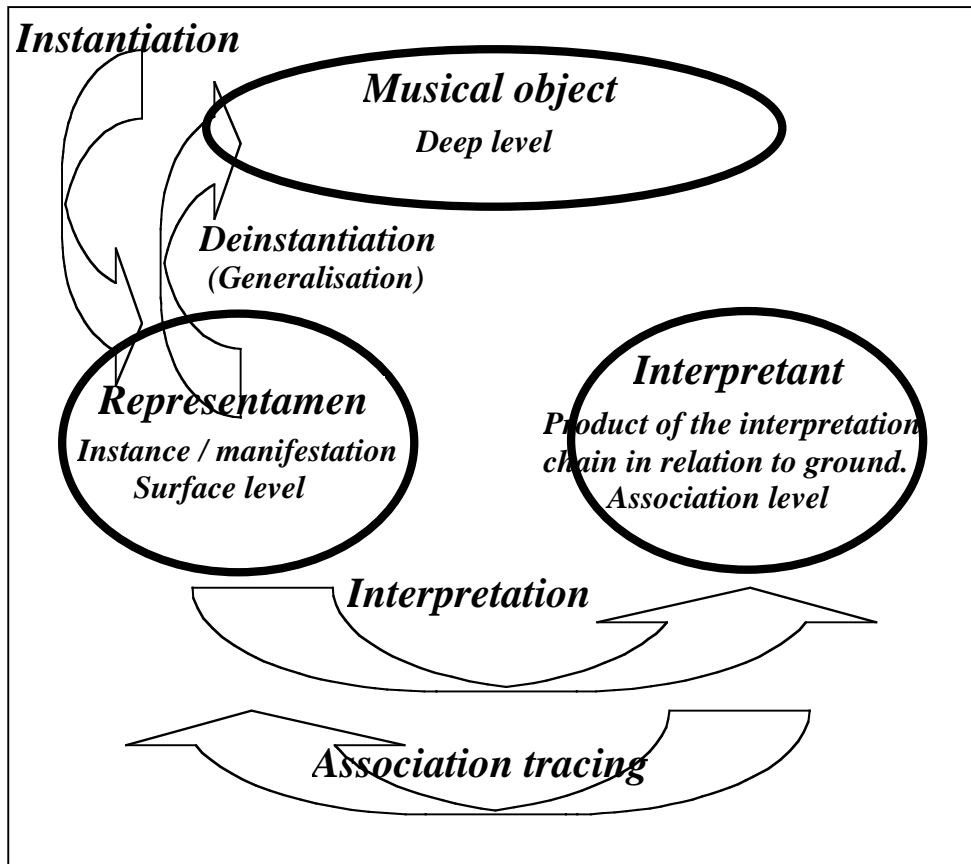 Instantiation
Musical object
Deep level
Deinstantiation
(Generalisation)
Representamen
Instance / manifestation
Surface level
Interpretant
Product of the interpretation
chain in relation to ground.
Association level
Interpretation
Association tracing